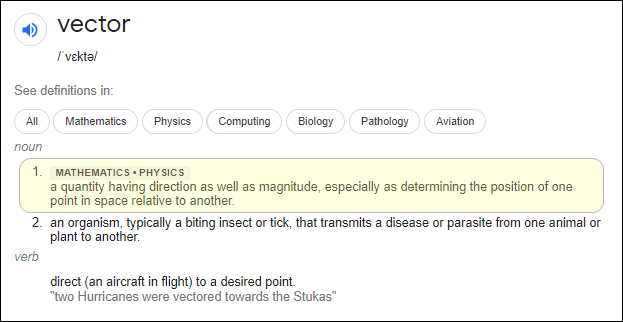 vector
/ˈvɛktə/
See definitions in:
All Mathematics Physics Computing Biology Pathology Aviation
noun
1. MATHEMATICS • PHYSICS
a quantity having direction as well as magnitude, especially as determining the position of one
point in space relative to another.
2. an organism, typically a biting insect or tick, that transmits a disease or parasite from one animal or
plant to another.
verb
direct (an aircraft in flight) to a desired point.
"two Hurricanes were vectored towards the Stukas"